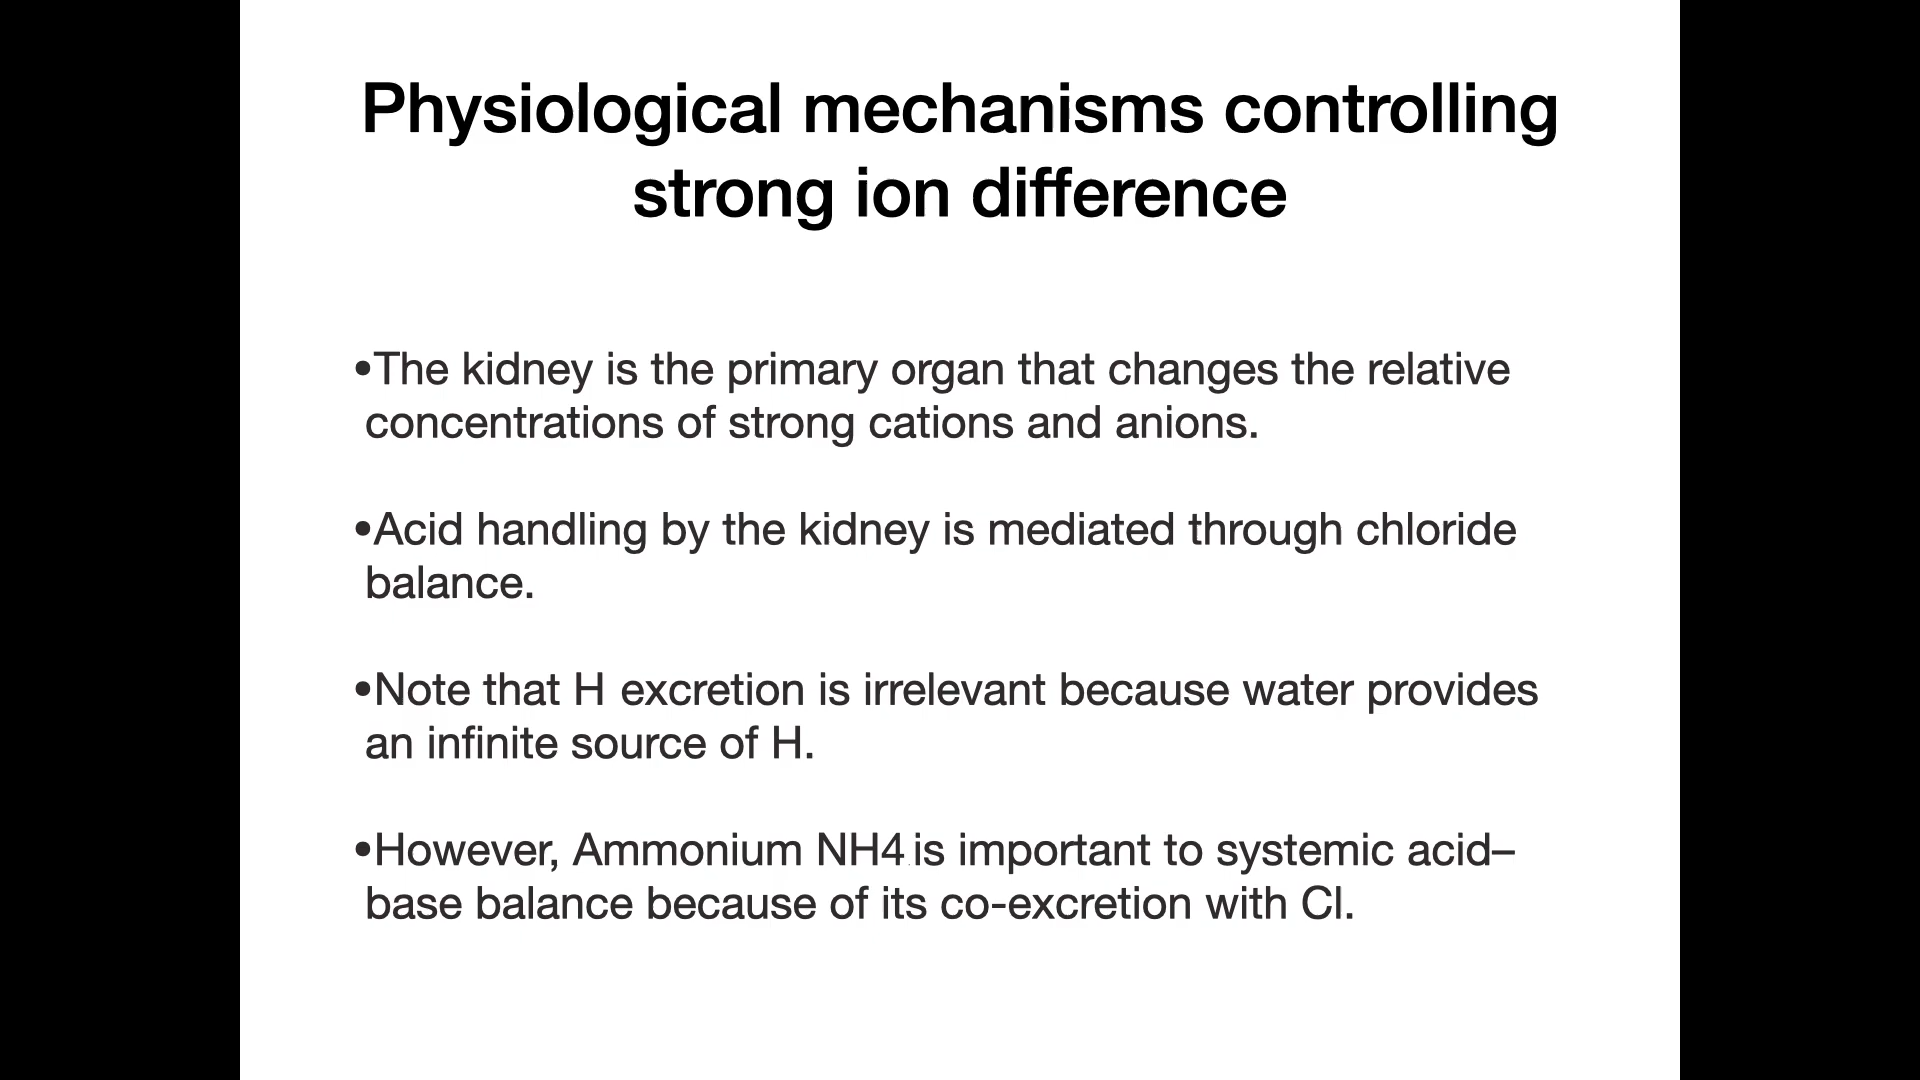 Physiological mechanisms controlling
strong ion difference
•The kidney is the primary organ that changes the relative
concentrations of strong cations and anions.
•Acid handling by the kidney is mediated through chloride
balance.
•Note that H excretion is irrelevant because water provides
an infinite source of H.
•However, Ammonium NH4 is important to systemic acid–
base balance because of its co-excretion with Cl.